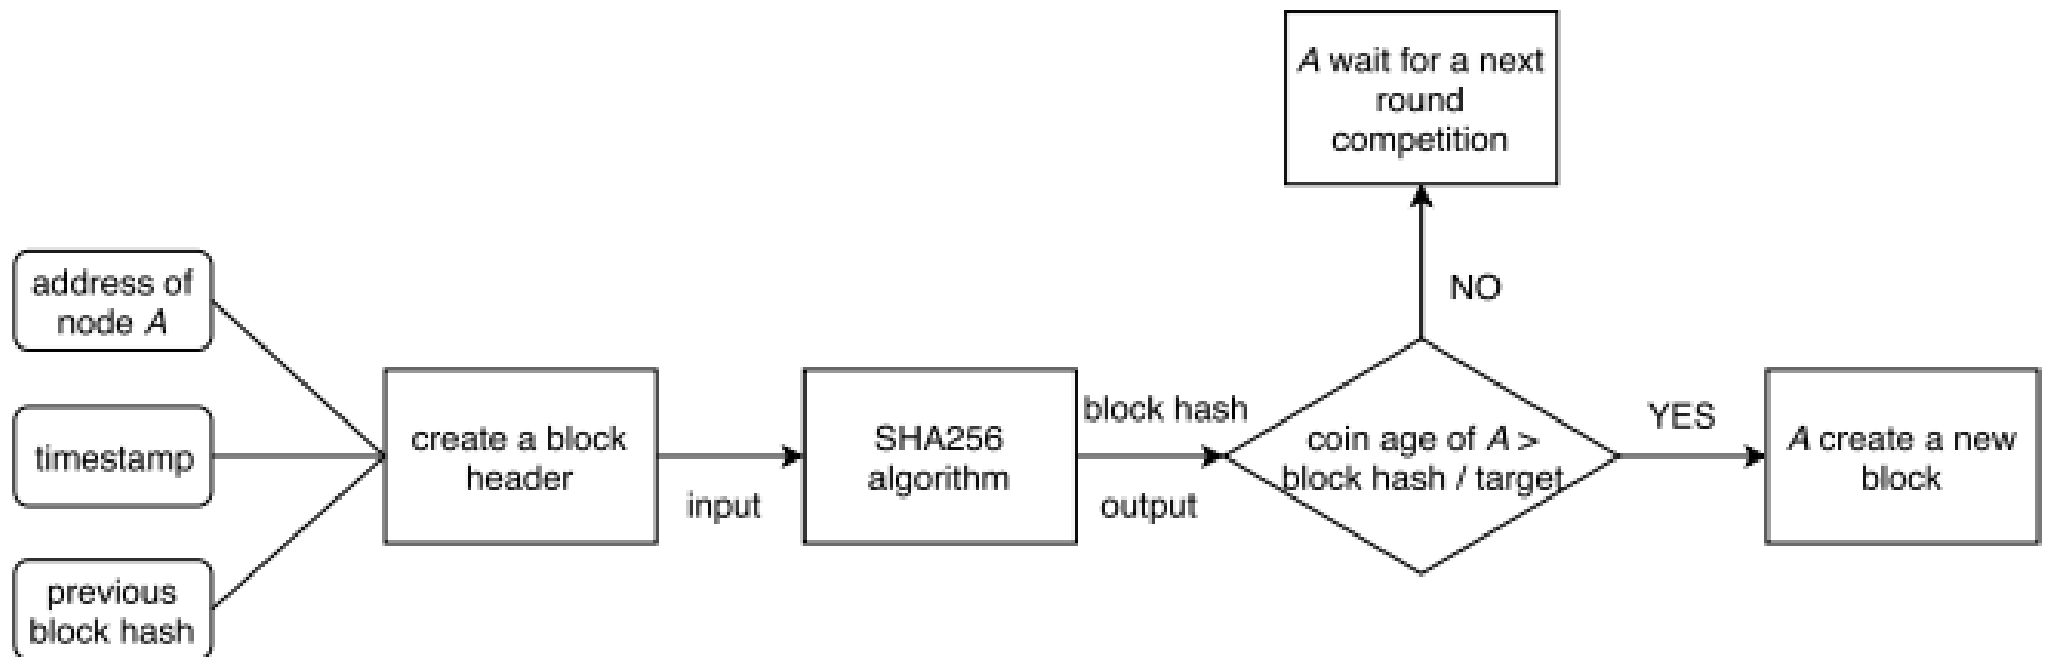 address of
node A
timestamp
previous
block hash
create a block
header
input
SHA256
algorithm
block hash
output
coin age of A >
block hash / target
NO
A wait for a next
round
competition
YES
A create a new
block